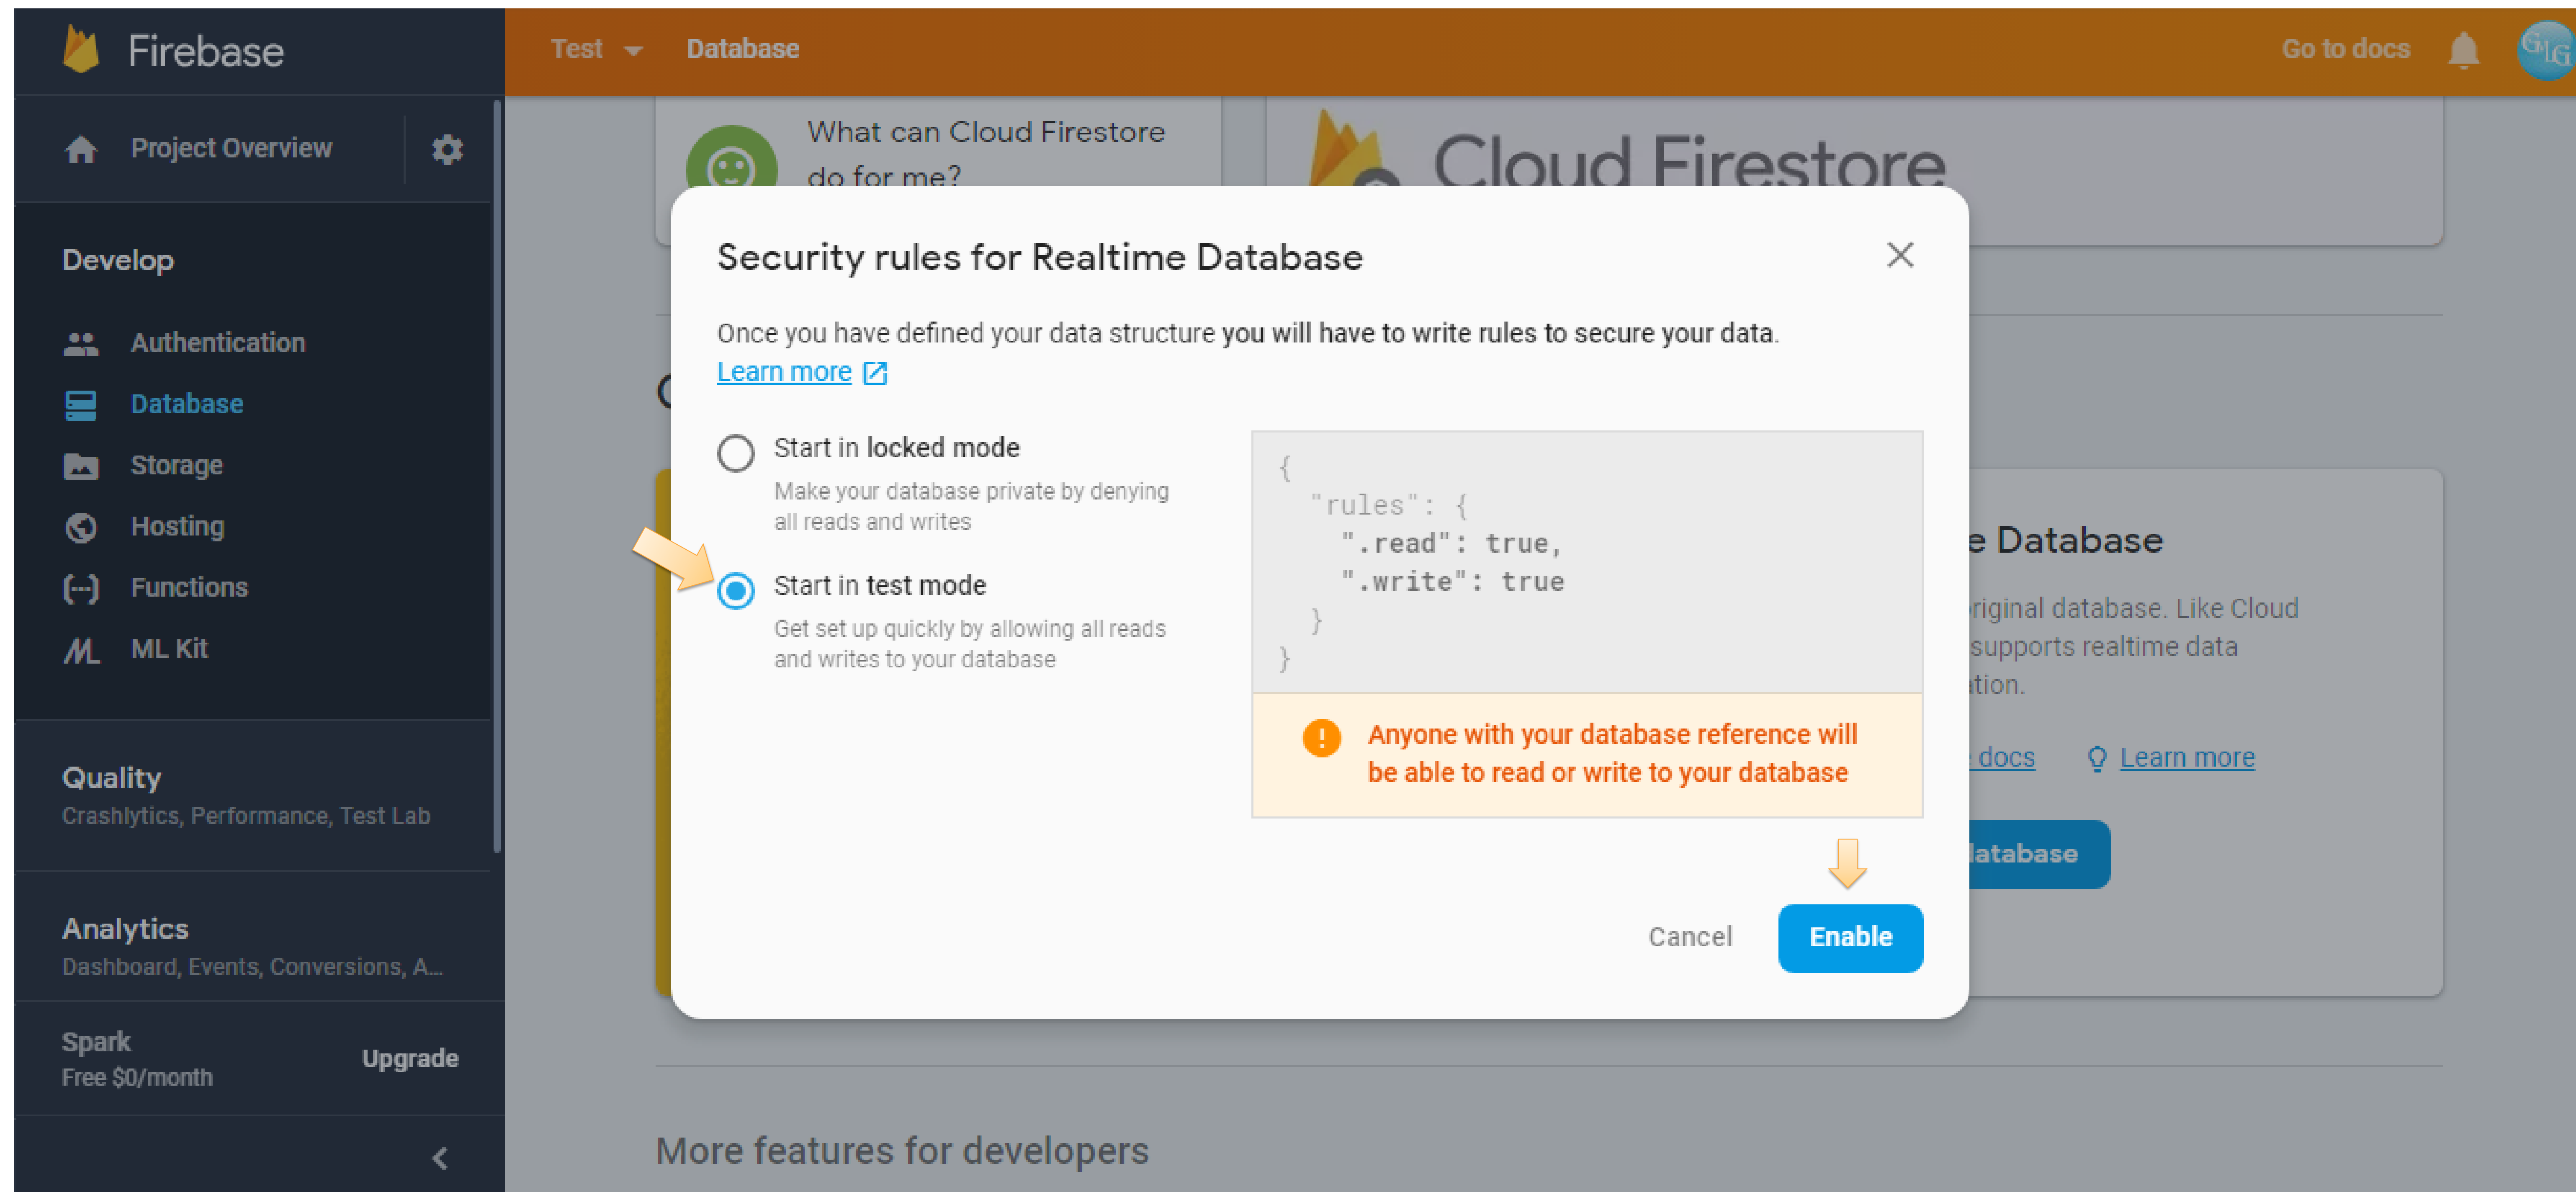 Firebase
Test
Database
Go to docs
Project Overview
Develop
Authentication
Database
Storage
Hosting
Functions
ML Kit
Quality
Crashlytics, Performance, Test Lab
Analytics
Dashboard, Events, Conversions, A...
Spark
Free $0/month
Upgrade
What can Cloud Firestore
do for me?
Cloud Firestore
Security rules for Realtime Database
Once you have defined your data structure you will have to write rules to secure your data.
Learn more
Start in locked mode
Make your database private by denying
all reads and writes
Start in test mode
Get set up quickly by allowing all reads
and writes to your database
{
"rules": {
".read": true,
".write": true
}
}
Anyone with your database reference will
be able to read or write to your database
Cancel
Enable
Database
database. Like Cloud
supports realtime data
docs
Learn more
More features for developers